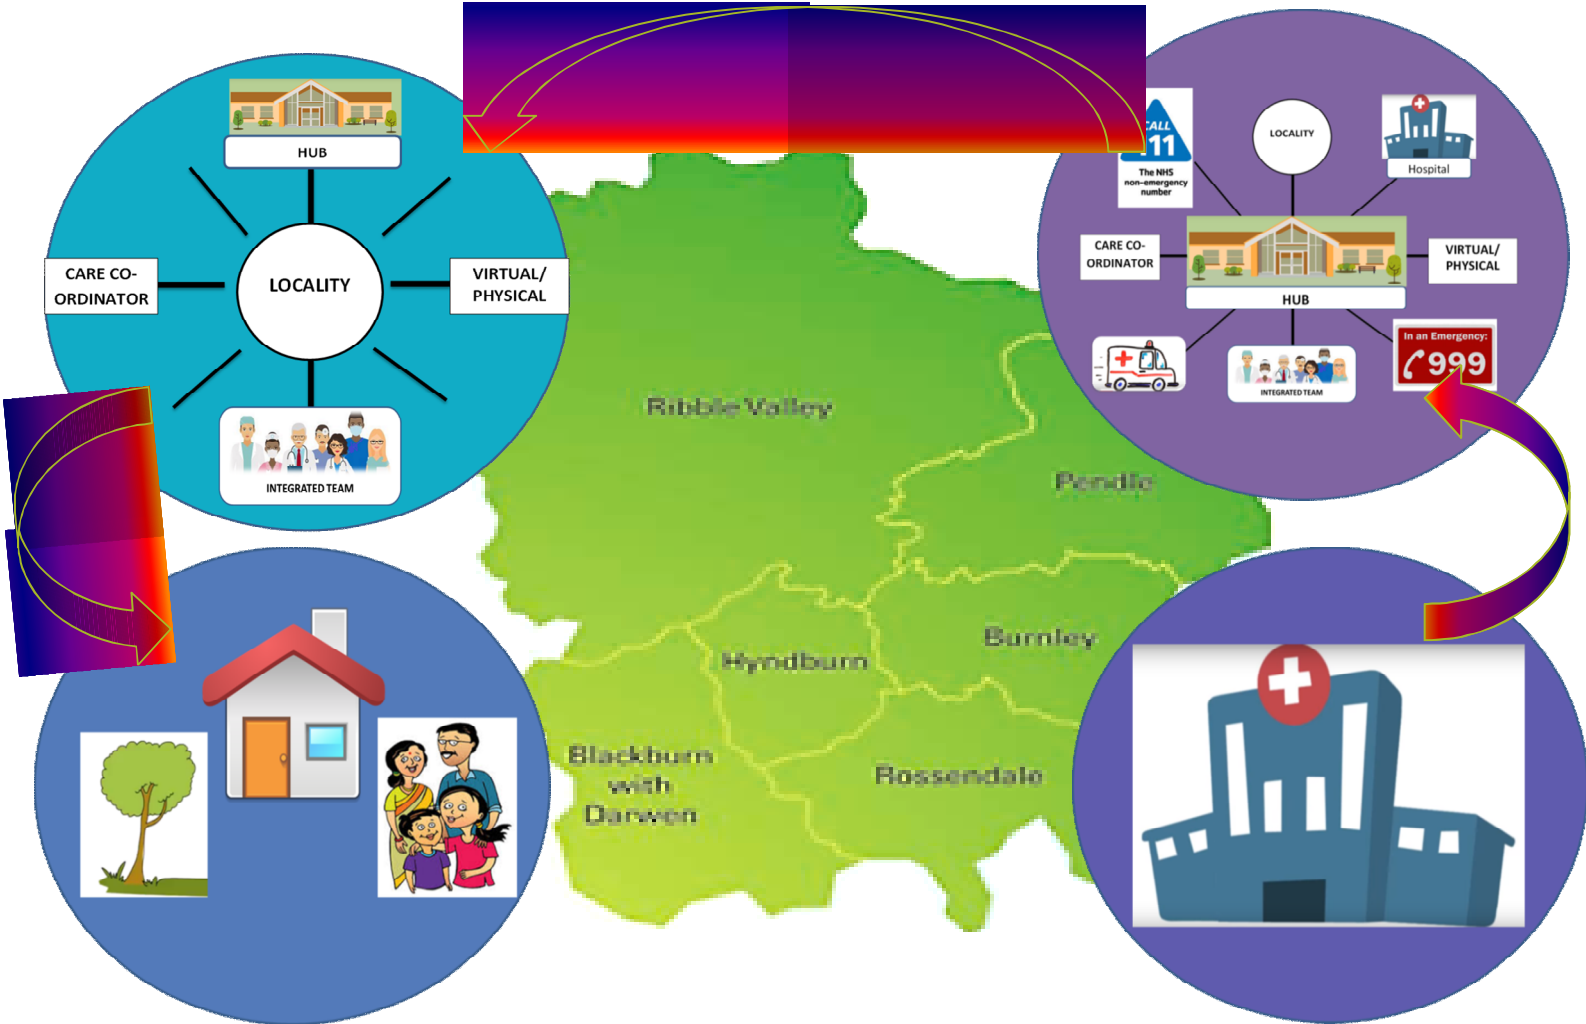 HUB
LOCALITY
CARE CO-
ORDINATOR
VIRTUAL/
PHYSICAL
INTEGRATED TEAM
CALL
111
The NHS
non-emergency
number
LOCALITY
Hospital
CARE CO-
ORDINATOR
VIRTUAL/
PHYSICAL
HUB
INTEGRATED TEAM
In an Emergency:
999
Ribble Valley
Pendle
Burnley
Hyndburn
Blackburn
with
Darwen
Rossendale